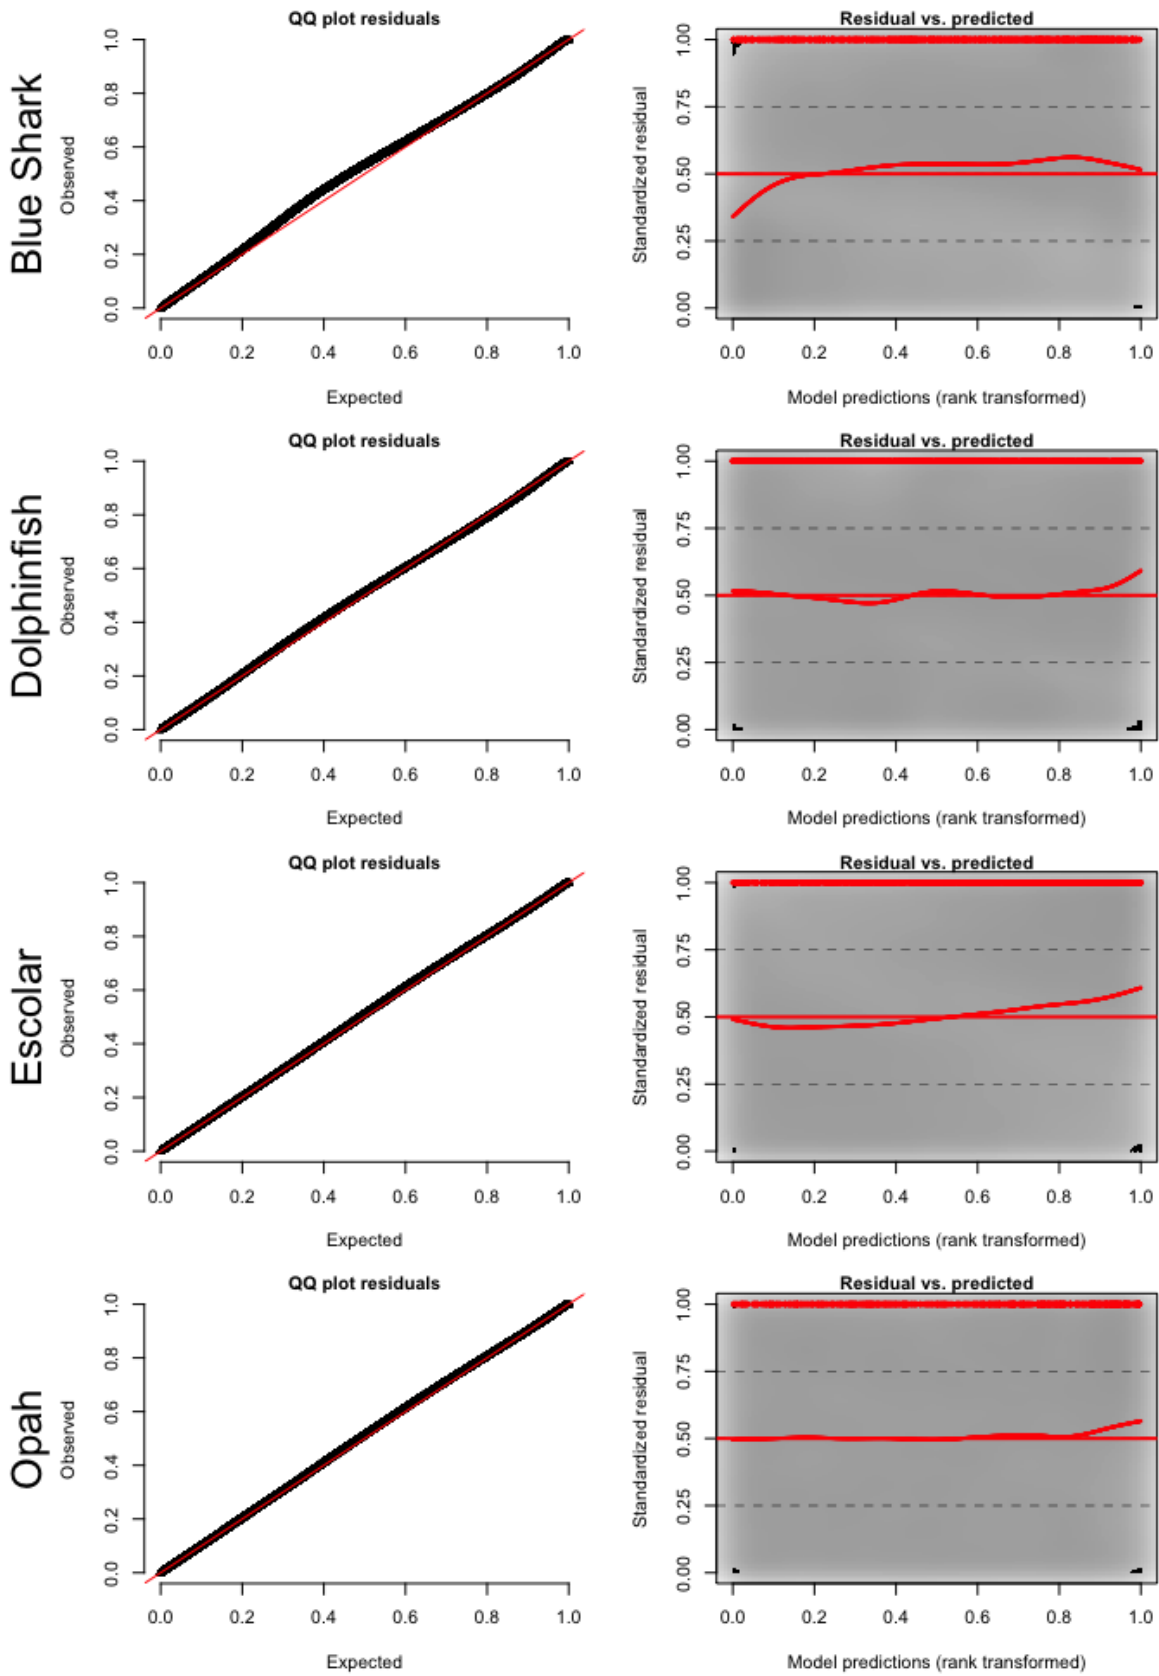 Blue Shark
QQ plot residuals
Observed
0.0 0.2 0.4 0.6 0.8 1.0
0.0 0.2 0.4 0.6 0.8 1.0
Expected
Residual vs. predicted
Standardized residual
0.00 0.25 0.50 0.75 1.00
0.0 0.2 0.4 0.6 0.8 1.0
Model predictions (rank transformed)
Dolphinfish
QQ plot residuals
Observed
0.0 0.2 0.4 0.6 0.8 1.0
0.0 0.2 0.4 0.6 0.8 1.0
Expected
Residual vs. predicted
Standardized residual
0.00 0.25 0.50 0.75 1.00
0.0 0.2 0.4 0.6 0.8 1.0
Model predictions (rank transformed)
Escolar
QQ plot residuals
Observed
0.0 0.2 0.4 0.6 0.8 1.0
0.0 0.2 0.4 0.6 0.8 1.0
Expected
Residual vs. predicted
Standardized residual
0.00 0.25 0.50 0.75 1.00
0.0 0.2 0.4 0.6 0.8 1.0
Model predictions (rank transformed)
Opah
QQ plot residuals
Observed
0.0 0.2 0.4 0.6 0.8 1.0
0.0 0.2 0.4 0.6 0.8 1.0
Expected
Residual vs. predicted
Standardized residual
0.00 0.25 0.50 0.75 1.00
0.0 0.2 0.4 0.6 0.8 1.0
Model predictions (rank transformed)